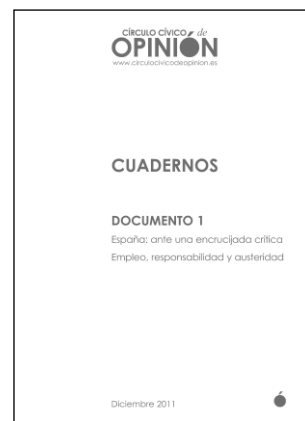 CÍRCULO CÍVICO de
OPINIÓN
www.circulocivicodeopinion.es
CUADERNOS
DOCUMENTO 1
España: ante una encrucijada crítica
Empleo, responsabilidad y austeridad
Diciembre 2011